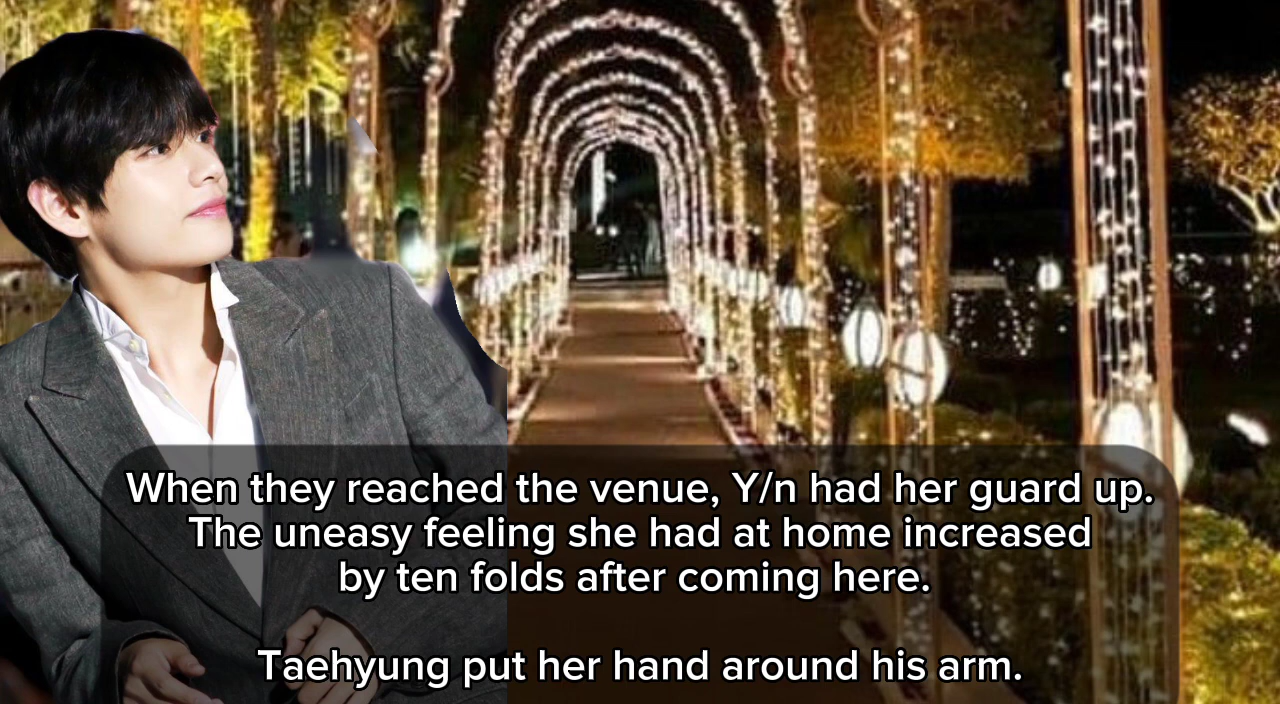 When they reached the venue, Y/n had her guard up.
The uneasy feeling she had at home increased
by ten folds after coming here.
Taehyung put her hand around his arm.